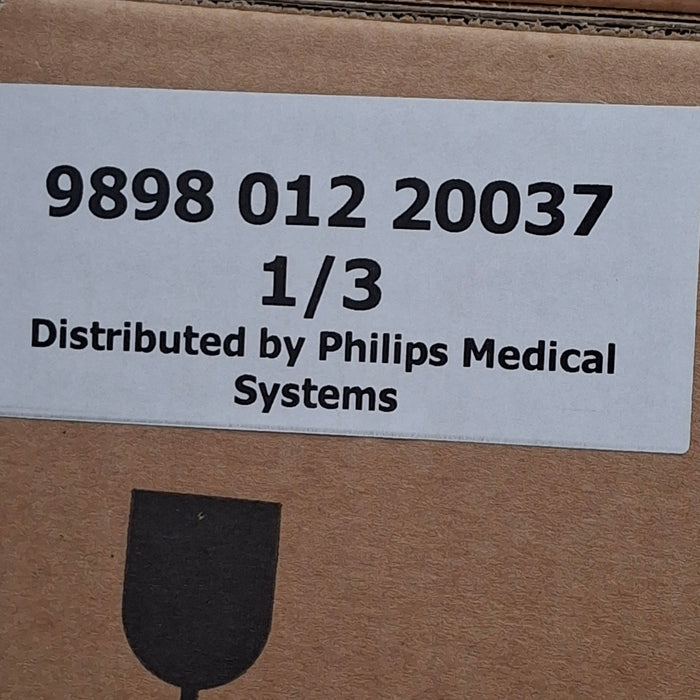 9898 012 20037
1/3
Distributed by Philips Medical
Systems